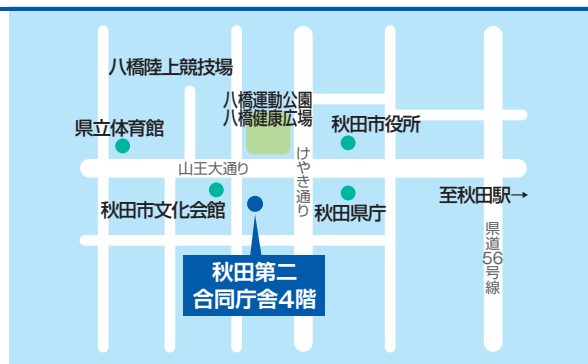 八橋陸上競技場
八橋運動公園
八橋健康広場
県立体育館
秋田市役所
山王大通り
けやき通り
秋田市文化会館
秋田県庁
至秋田駅→
県道56号線
秋田第二
合同庁舎4階